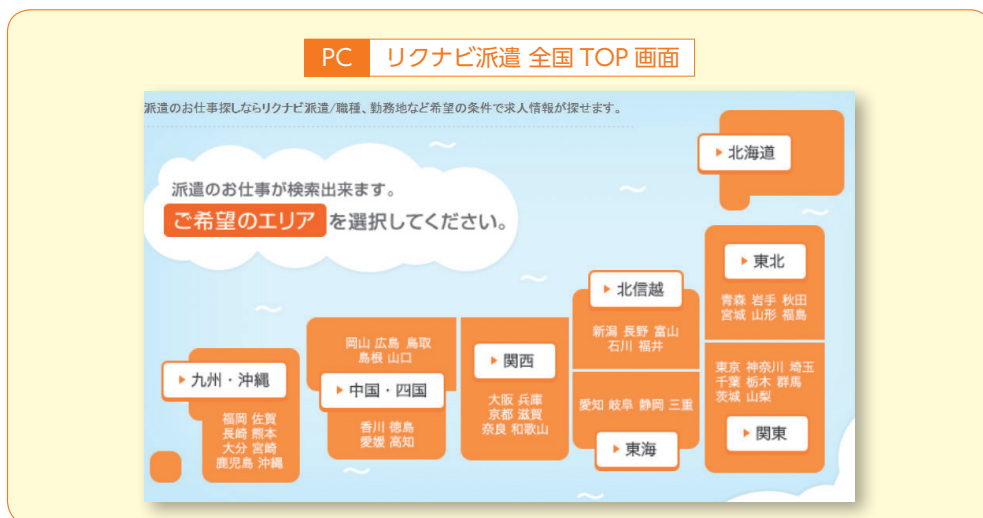 PC リクナビ派遣 全国 TOP 画面
派遣のお仕事探しならリクナビ派遣/職種、勤務地など希望の条件で求人情報が探せます。
派遣のお仕事が検索出来ます。
ご希望のエリア を選択してください。
北海道
東北
青森 岩手 秋田
宮城 山形 福島
北信越
新潟 長野 富山
石川 福井
東京 神奈川 埼玉
千葉 栃木 群馬
茨城 山梨
関東
愛知 岐阜 静岡 三重
東海
関西
大阪 兵庫
京都 滋賀
奈良 和歌山
岡山 広島 鳥取
島根 山口
中国・四国
香川 徳島
愛媛 高知
九州・沖縄
福岡 佐賀
長崎 熊本
大分 宮崎
鹿児島 沖縄